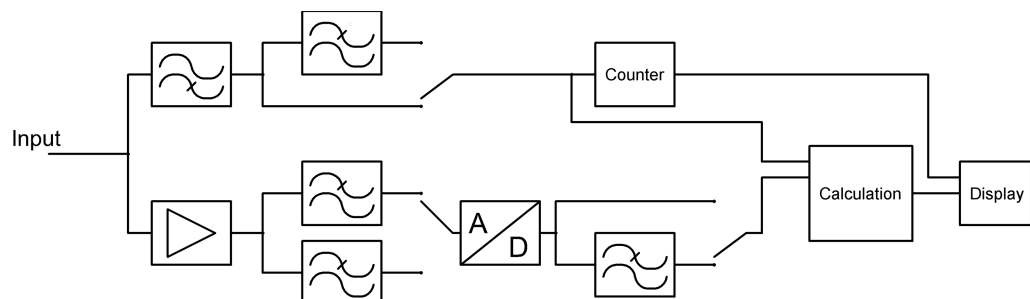 Input
Counter
Calculation
Display
A
D